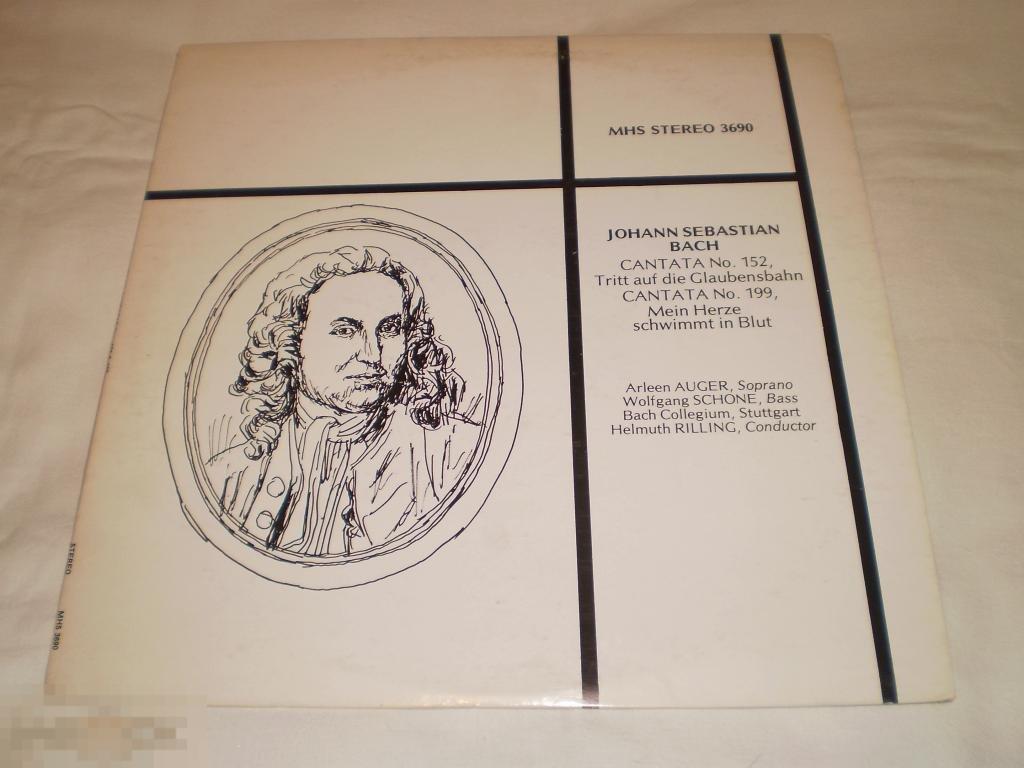 MHS STEREO 3690
JOHANN SEBASTIAN
BACH
CANTATA No. 152,
Tritt auf die Glaubensbahn
CANTATA No. 199,
Mein Herze
schwimmt in Blut
Arleen AUGER, Soprano
Wolfgang SCHÖNE, Bass
Bach Collegium, Stuttgart
Helmuth RILLING, Conductor
STEREO
MHS 3690